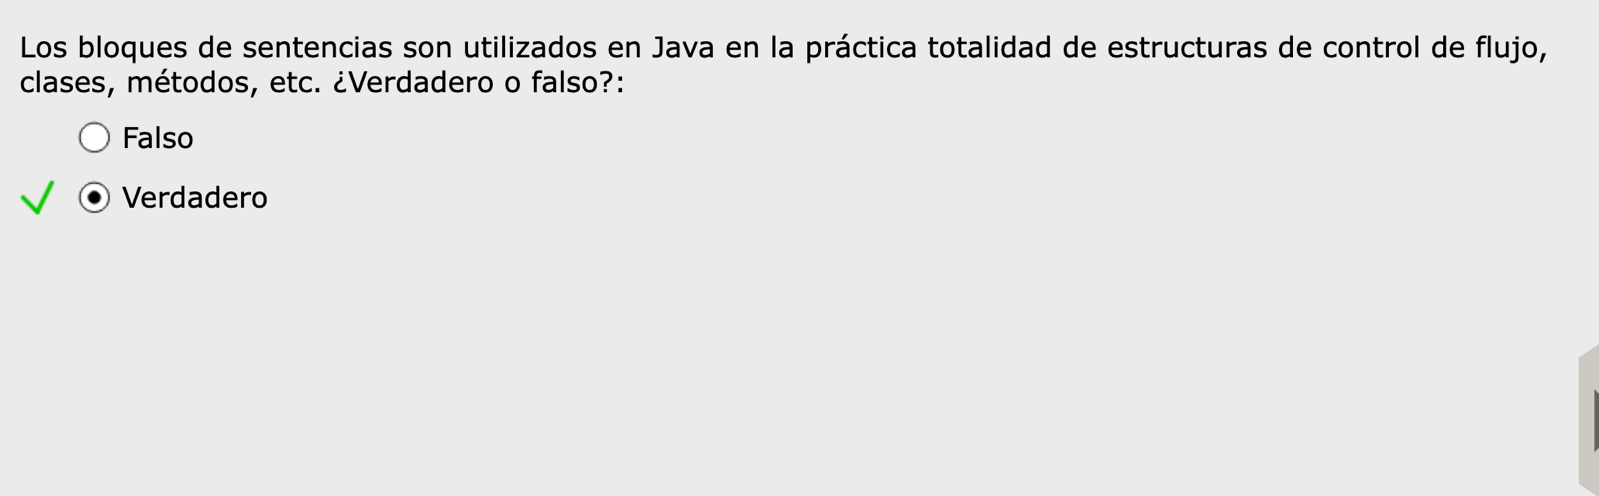 Los bloques de sentencias son utilizados en Java en la práctica totalidad de estructuras de control de flujo,
clases, métodos, etc. ¿Verdadero o falso?:
Falso
Verdadero